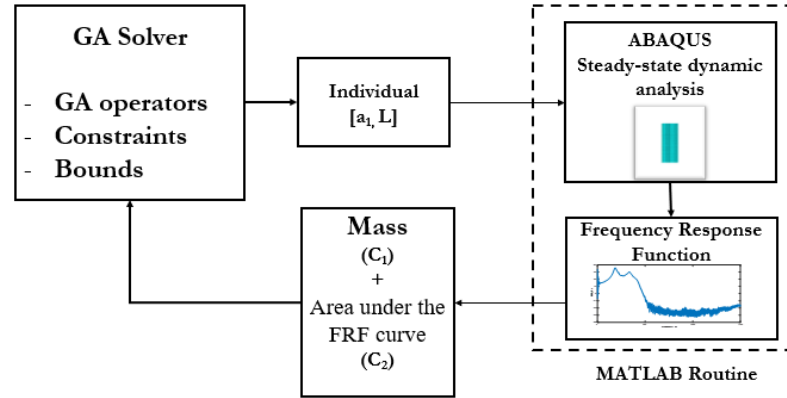 GA Solver
- GA operators
- Constraints
- Bounds
Individual
[a₁, L]
ABAQUS
Steady-state dynamic
analysis
Frequency Response
Function
Mass
(C₁)
+
Area under the
FRF curve
(C₂)
MATLAB Routine